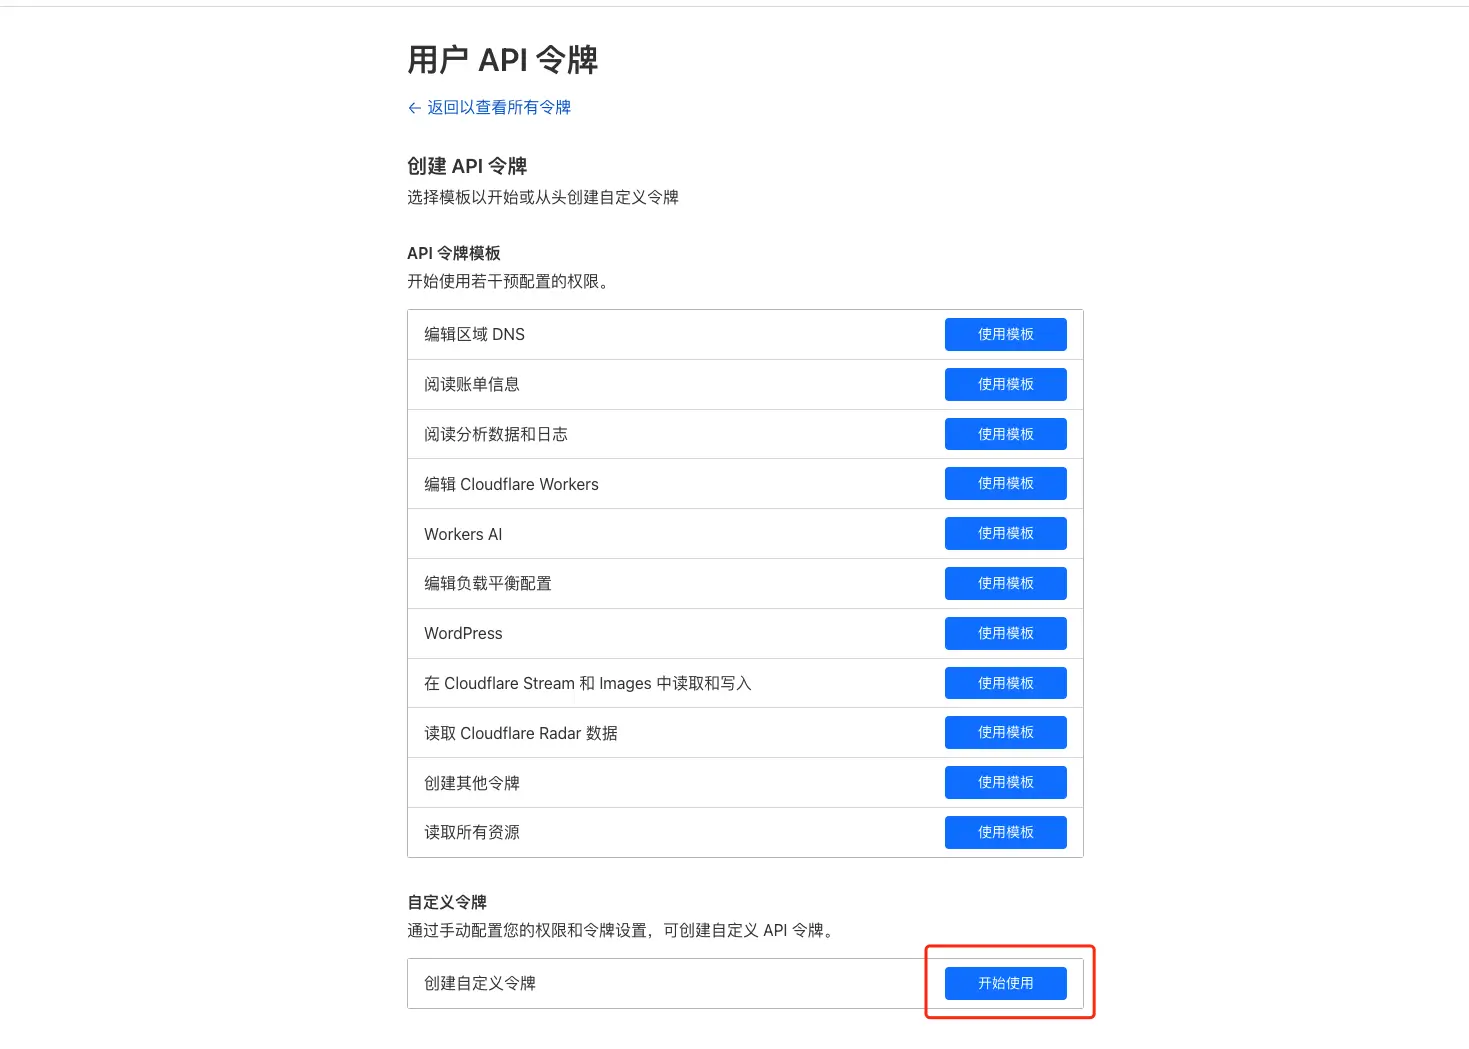 用户 API 令牌
← 返回以查看所有令牌
创建 API 令牌
选择模板以开始或从头创建自定义令牌
API 令牌模板
开始使用若干预配置的权限。
编辑区域 DNS 使用模板
阅读账单信息 使用模板
阅读分析数据和日志 使用模板
编辑 Cloudflare Workers 使用模板
Workers AI 使用模板
编辑负载平衡配置 使用模板
WordPress 使用模板
在 Cloudflare Stream 和 Images 中读取和写入 使用模板
读取 Cloudflare Radar 数据 使用模板
创建其他令牌 使用模板
读取所有资源 使用模板
自定义令牌
通过手动配置您的权限和令牌设置，可创建自定义 API 令牌。
创建自定义令牌 开始使用